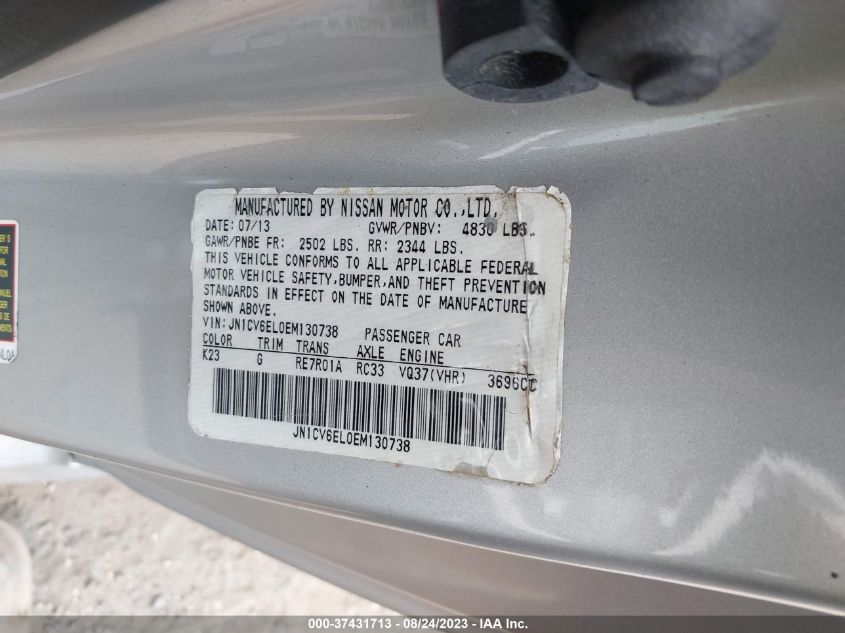 MANUFACTURED BY NISSAN MOTOR CO.,LTD.
DATE: 07/13 GVWR/PNBV: 4830 LBS.
GAWR/PNBE FR: 2502 LBS. RR: 2344 LBS.
THIS VEHICLE CONFORMS TO ALL APPLICABLE FEDERAL
MOTOR VEHICLE SAFETY,BUMPER,AND THEFT PREVENTION
STANDARDS IN EFFECT ON THE DATE OF MANUFACTURE
SHOWN ABOVE.
VIN: JN1CV6EL0EM130738 PASSENGER CAR
COLOR TRIM TRANS AXLE ENGINE
K23 G RE7R01A RC33 VQ37(VHR) 3696CC
JN1CV6EL0EM130738
000-37431713 - 08/24/2023 - IAA Inc.